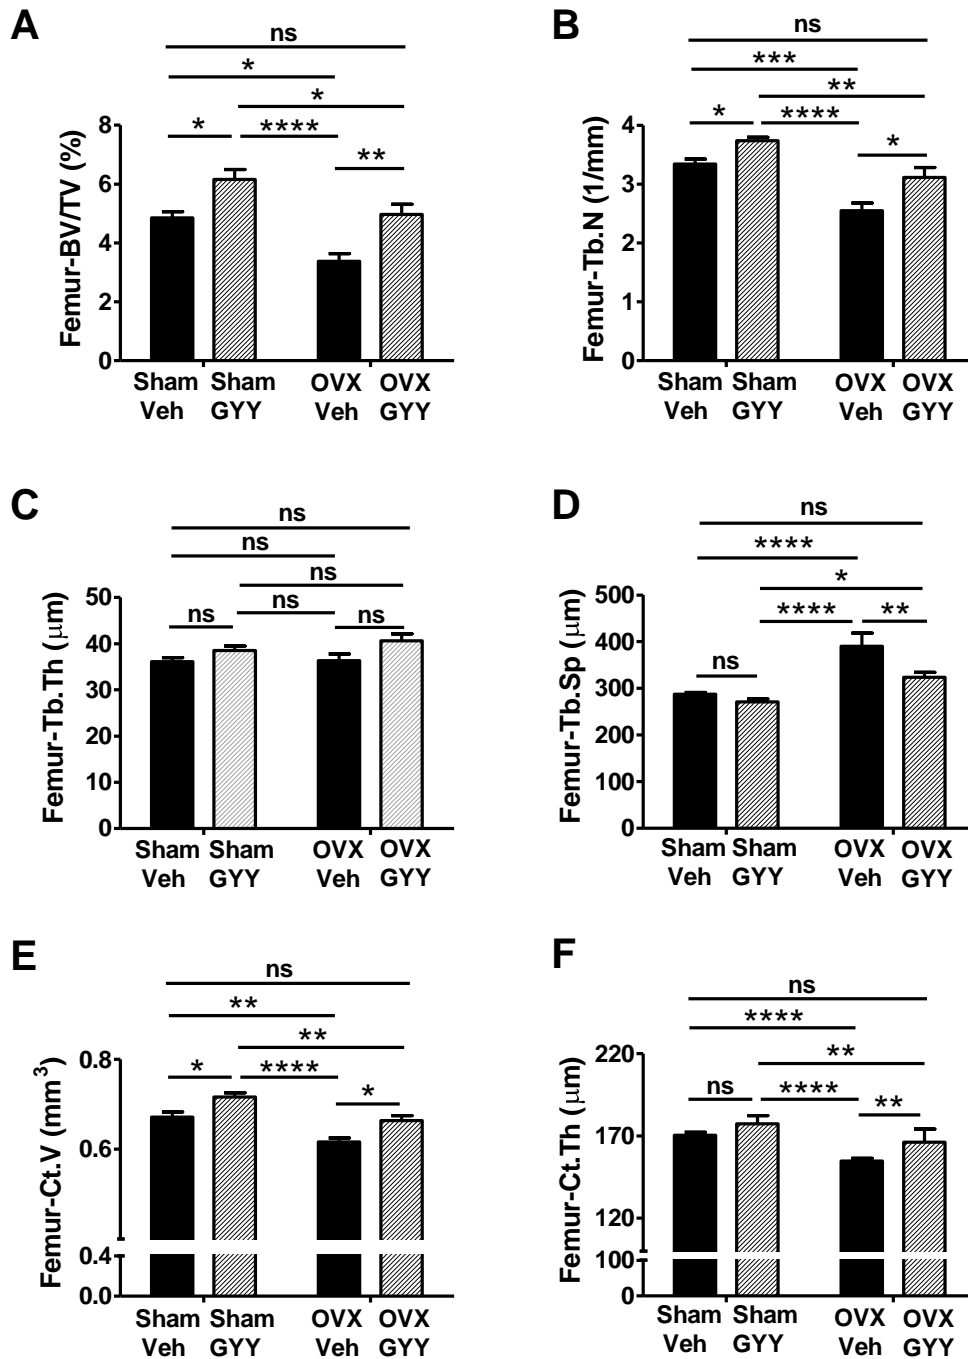 A
ns
*
*
*
****
**
Femur-BV/TV (%)
8
6
4
2
0
Sham Sham OVX OVX
Veh GYY Veh GYY
B
ns
***
**
*
****
*
Femur-Tb.N (1/mm)
4
3
2
1
0
Sham Sham OVX OVX
Veh GYY Veh GYY
C
ns
ns
ns
ns
ns
ns
Femur-Tb.Th (μm)
50
40
30
20
10
0
Sham Sham OVX OVX
Veh GYY Veh GYY
D
ns
****
*
****
**
ns
Femur-Tb.Sp (μm)
500
400
300
200
100
0
Sham Sham OVX OVX
Veh GYY Veh GYY
E
ns
**
**
*
****
*
Femur-Ct.V (mm³)
0.8
0.6
0.4
0.0
Sham Sham OVX OVX
Veh GYY Veh GYY
F
ns
****
**
ns
****
**
Femur-Ct.Th (μm)
220
170
120
100
0
Sham Sham OVX OVX
Veh GYY Veh GYY